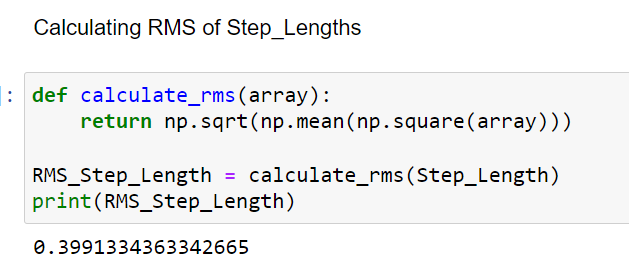 Calculating RMS of Step_Lengths
]: def calculate_rms(array):
    return np.sqrt(np.mean(np.square(array)))
RMS_Step_Length = calculate_rms(Step_Length)
print(RMS_Step_Length)
0.3991334363342665